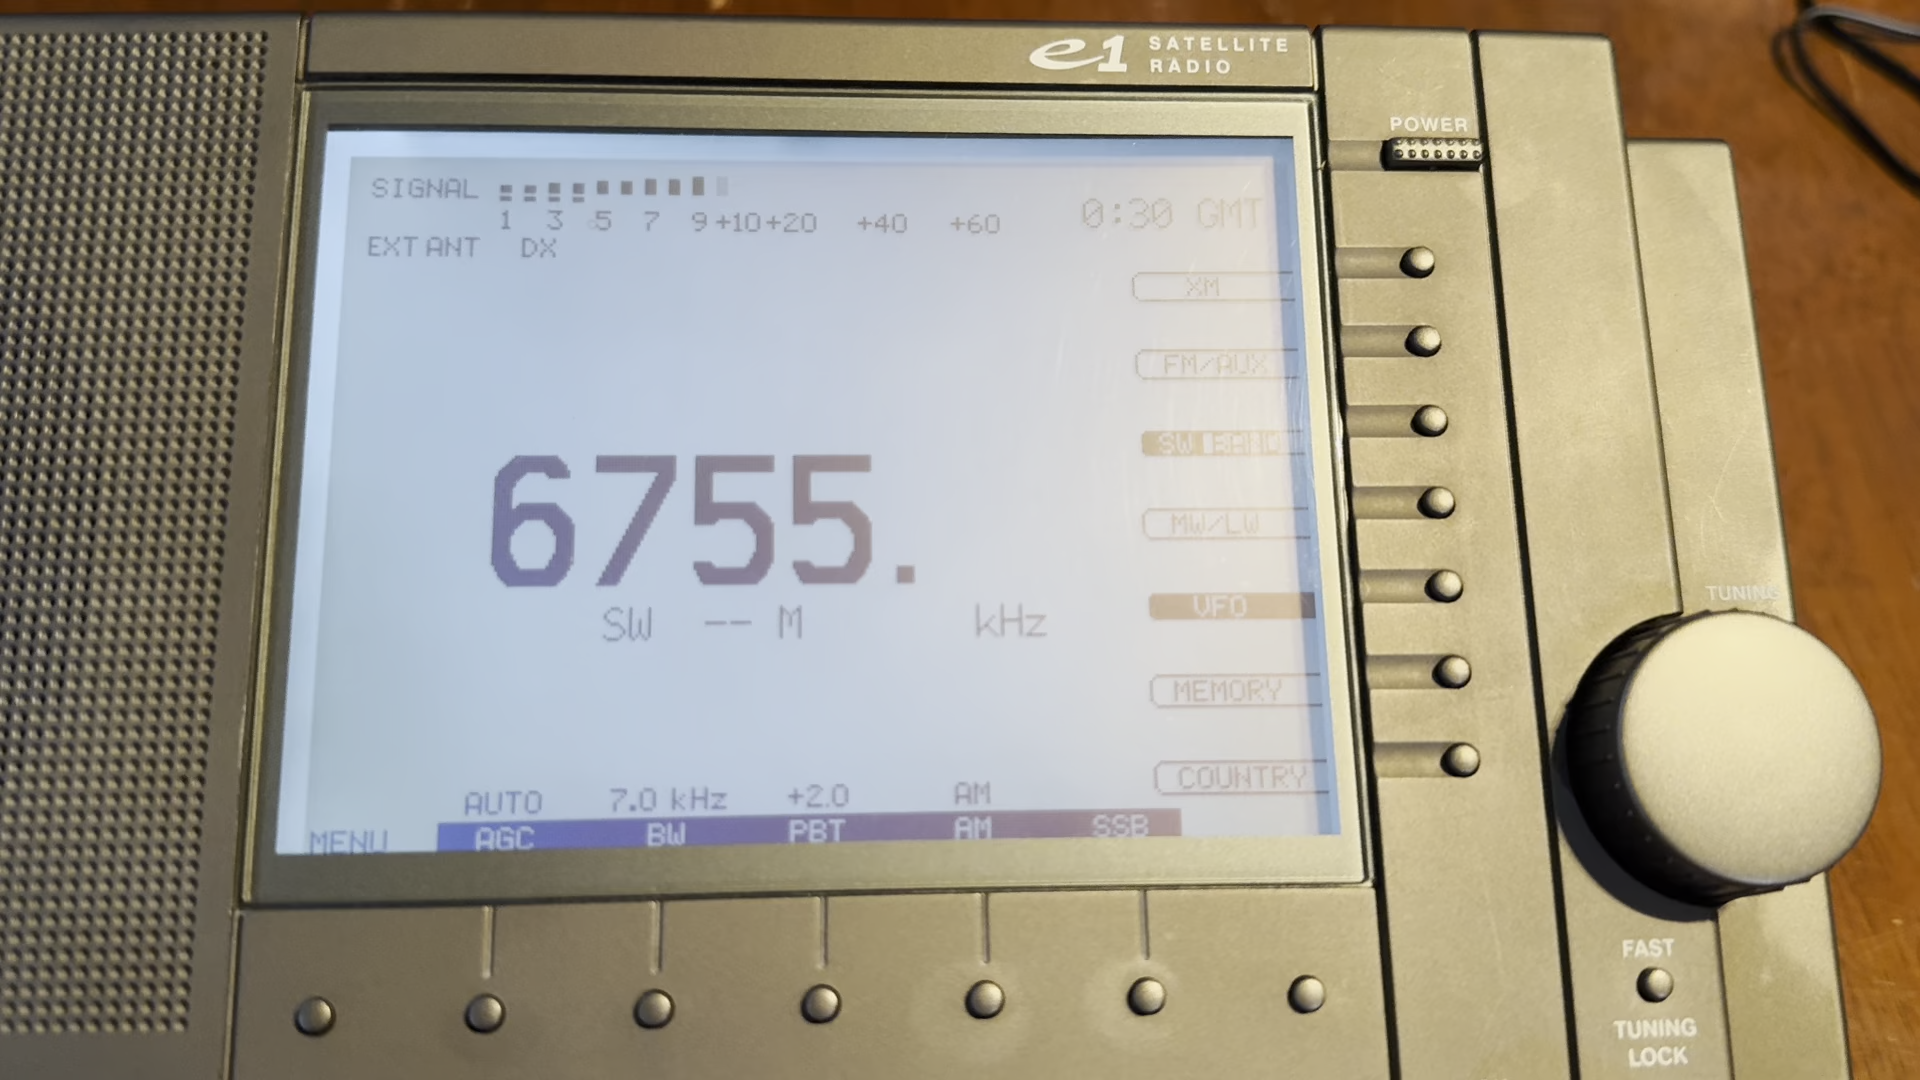 e1 SATELLITE RADIO
POWER
SIGNAL
1 3 5 7 9 +10 +20 +40 +60
0:30 GMT
EXT ANT DX
XM
FM/AUX
SW BAND
6755.
MW/LW
VFO
SW -- M kHz
TUNING
MEMORY
COUNTRY
AUTO 7.0 kHz +2.0 AM
MENU AGC BW PBT AM SSB
FAST
TUNING
LOCK